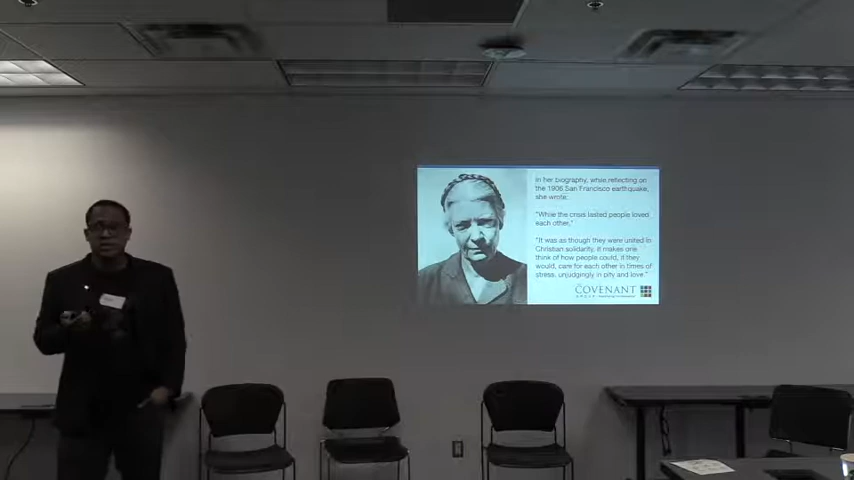 In her biography, while reflecting on
the 1906 San Francisco earthquake,
she wrote:
"While the crisis lasted people loved
each other."
"It was as though they were united in
Christian solidarity. It makes one
think of how people could, if they
would, care for each other in times of
stress, unjudgingly in pity and love."
COVENANT
GROUP